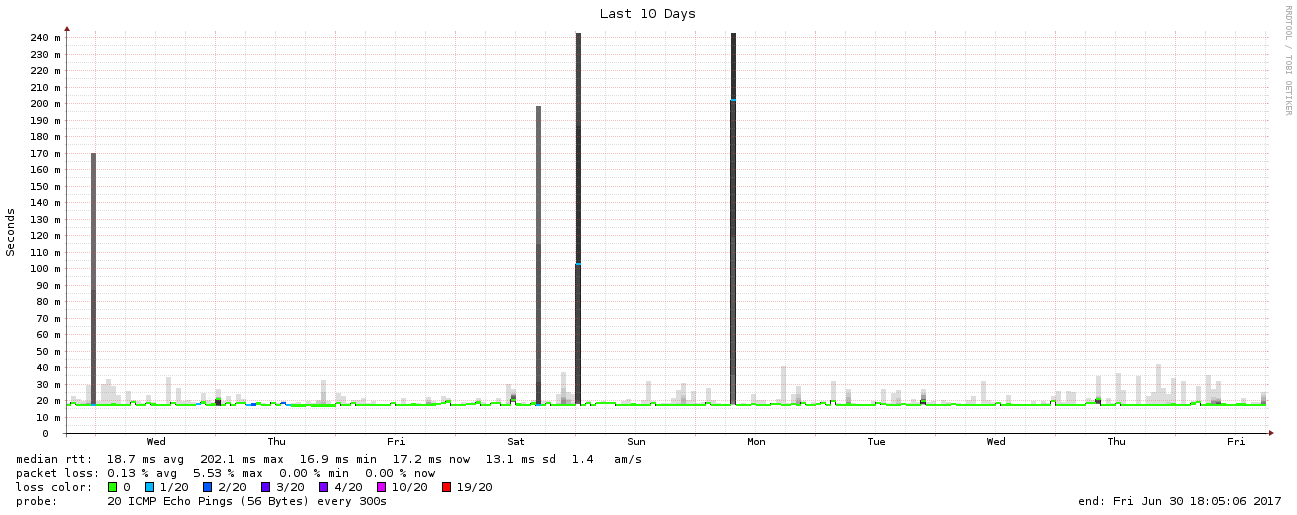 Last 10 Days
RRDTOOL / TOBI OETIKER
Seconds
240 m
230 m
220 m
210 m
200 m
190 m
180 m
170 m
160 m
150 m
140 m
130 m
120 m
110 m
100 m
90 m
80 m
70 m
60 m
50 m
40 m
30 m
20 m
10 m
0
Wed Thu Fri Sat Sun Mon Tue Wed Thu Fri
median rtt: 18.7 ms avg 202.1 ms max 16.9 ms min 17.2 ms now 13.1 ms sd 1.4 am/s
packet loss: 0.13 % avg 5.53 % max 0.00 % min 0.00 % now
loss color: 0 1/20 2/20 3/20 4/20 10/20 19/20
probe: 20 ICMP Echo Pings (56 Bytes) every 300s end: Fri Jun 30 18:05:06 2017